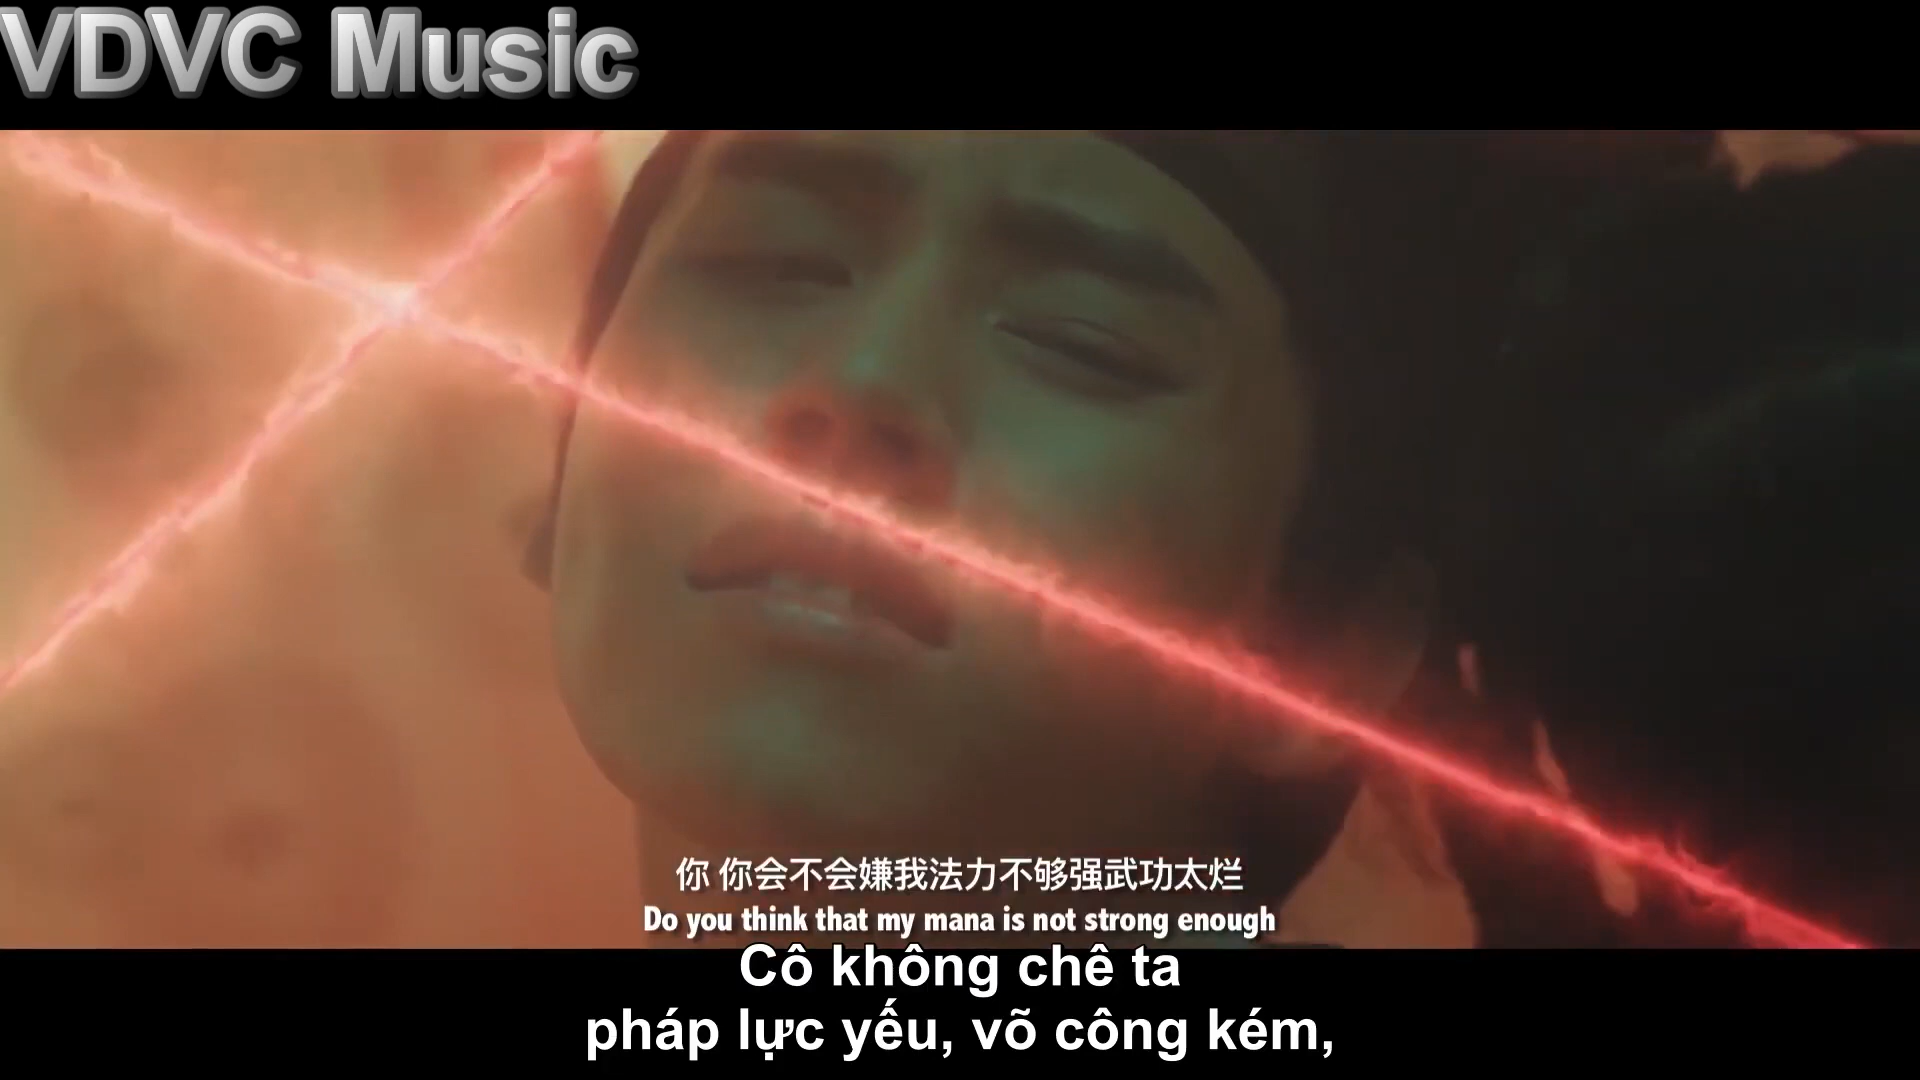 VDVC Music
你 你会不会嫌我法力不够强武功太烂
Do you think that my mana is not strong enough
Cô không chê ta
pháp lực yếu, võ công kém,